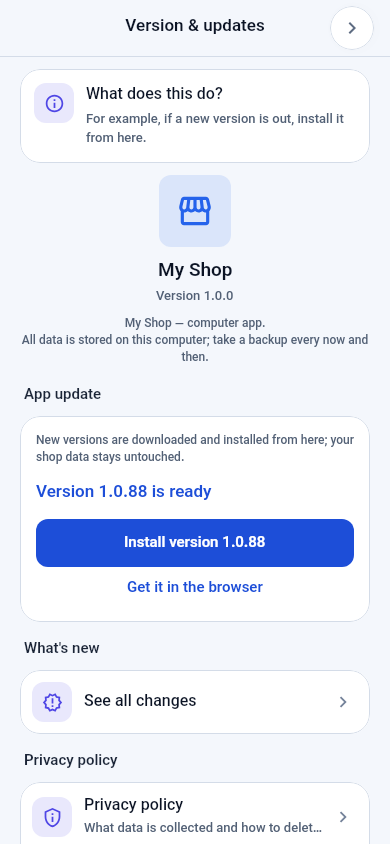 Version & updates
What does this do?
For example, if a new version is out, install it
from here.
My Shop
Version 1.0.0
My Shop — computer app.
All data is stored on this computer; take a backup every now and
then.
App update
New versions are downloaded and installed from here; your
shop data stays untouched.
Version 1.0.88 is ready
Install version 1.0.88
Get it in the browser
What's new
See all changes
Privacy policy
Privacy policy
What data is collected and how to delet...